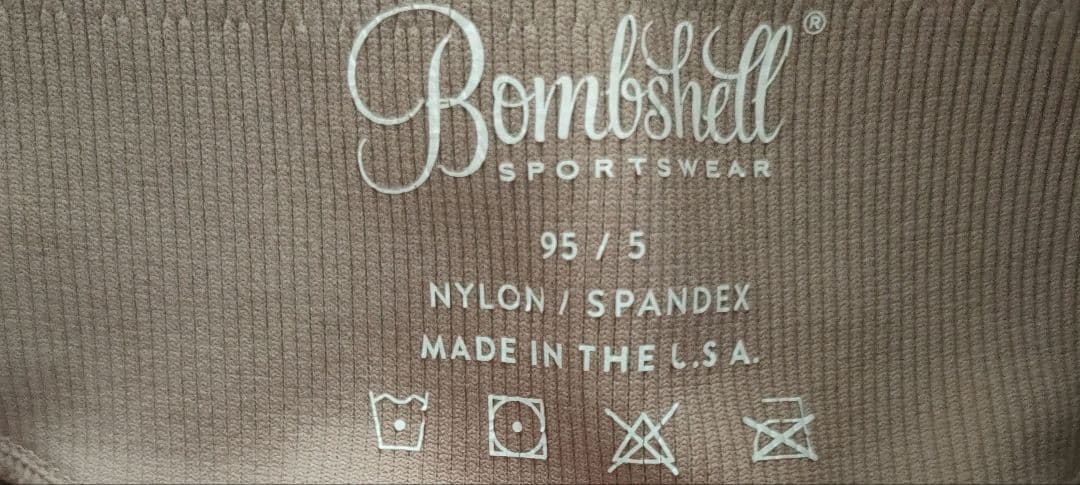 Bombshell®
SPORTSWEAR
95 / 5
NYLON / SPANDEX
MADE IN THE U.S.A.